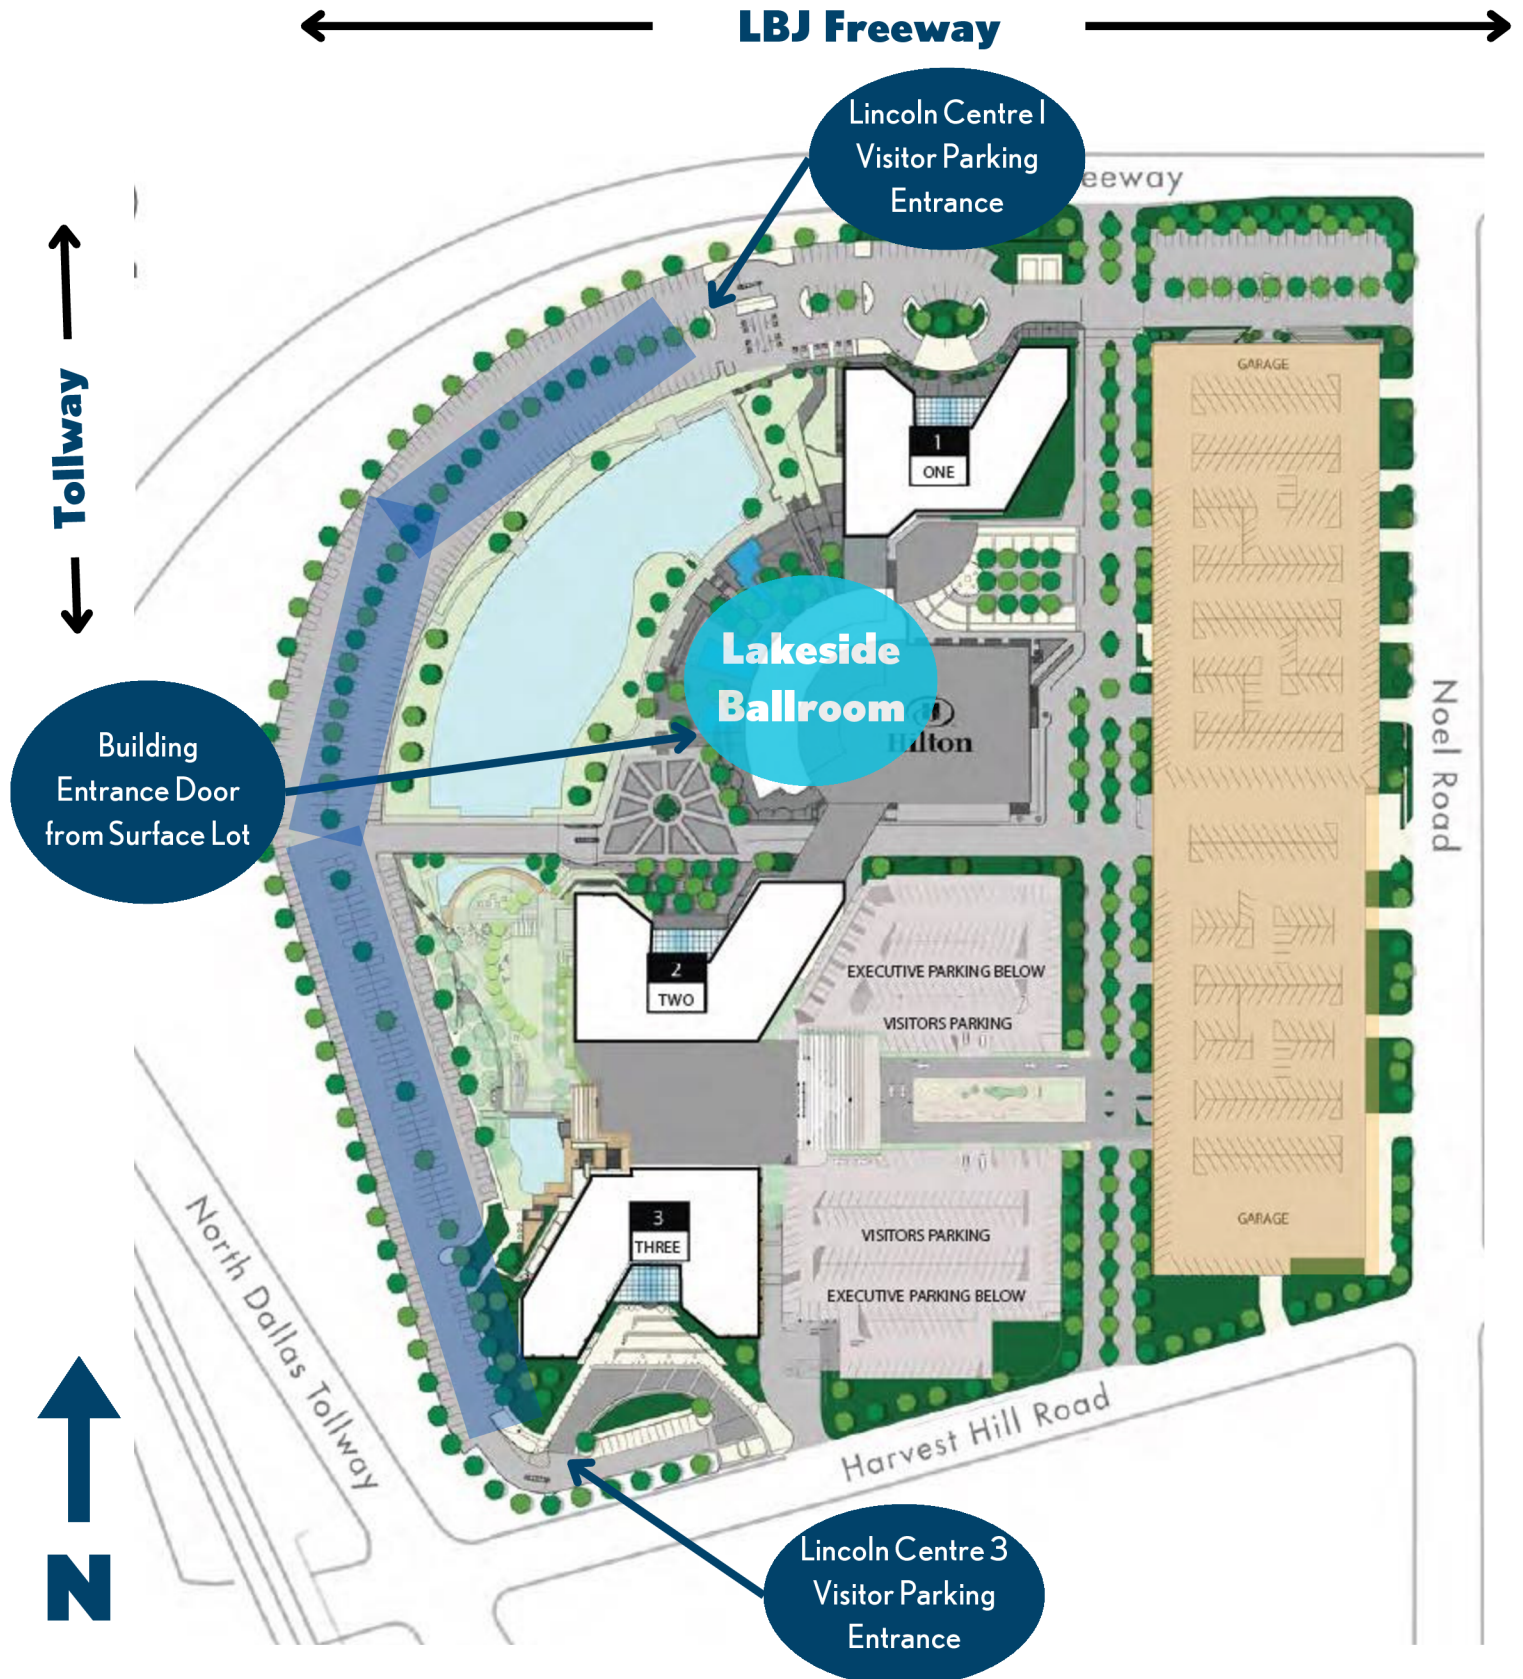 LBJ Freeway
Lincoln Centre 1
Visitor Parking
Entrance
eeway
Tollway
GARAGE
1
ONE
Lakeside
Ballroom
Hilton
Noel Road
Building
Entrance Door
from Surface Lot
2
TWO
EXECUTIVE PARKING BELOW
VISITORS PARKING
3
THREE
VISITORS PARKING
EXECUTIVE PARKING BELOW
GARAGE
North Dallas Tollway
Harvest Hill Road
N
Lincoln Centre 3
Visitor Parking
Entrance